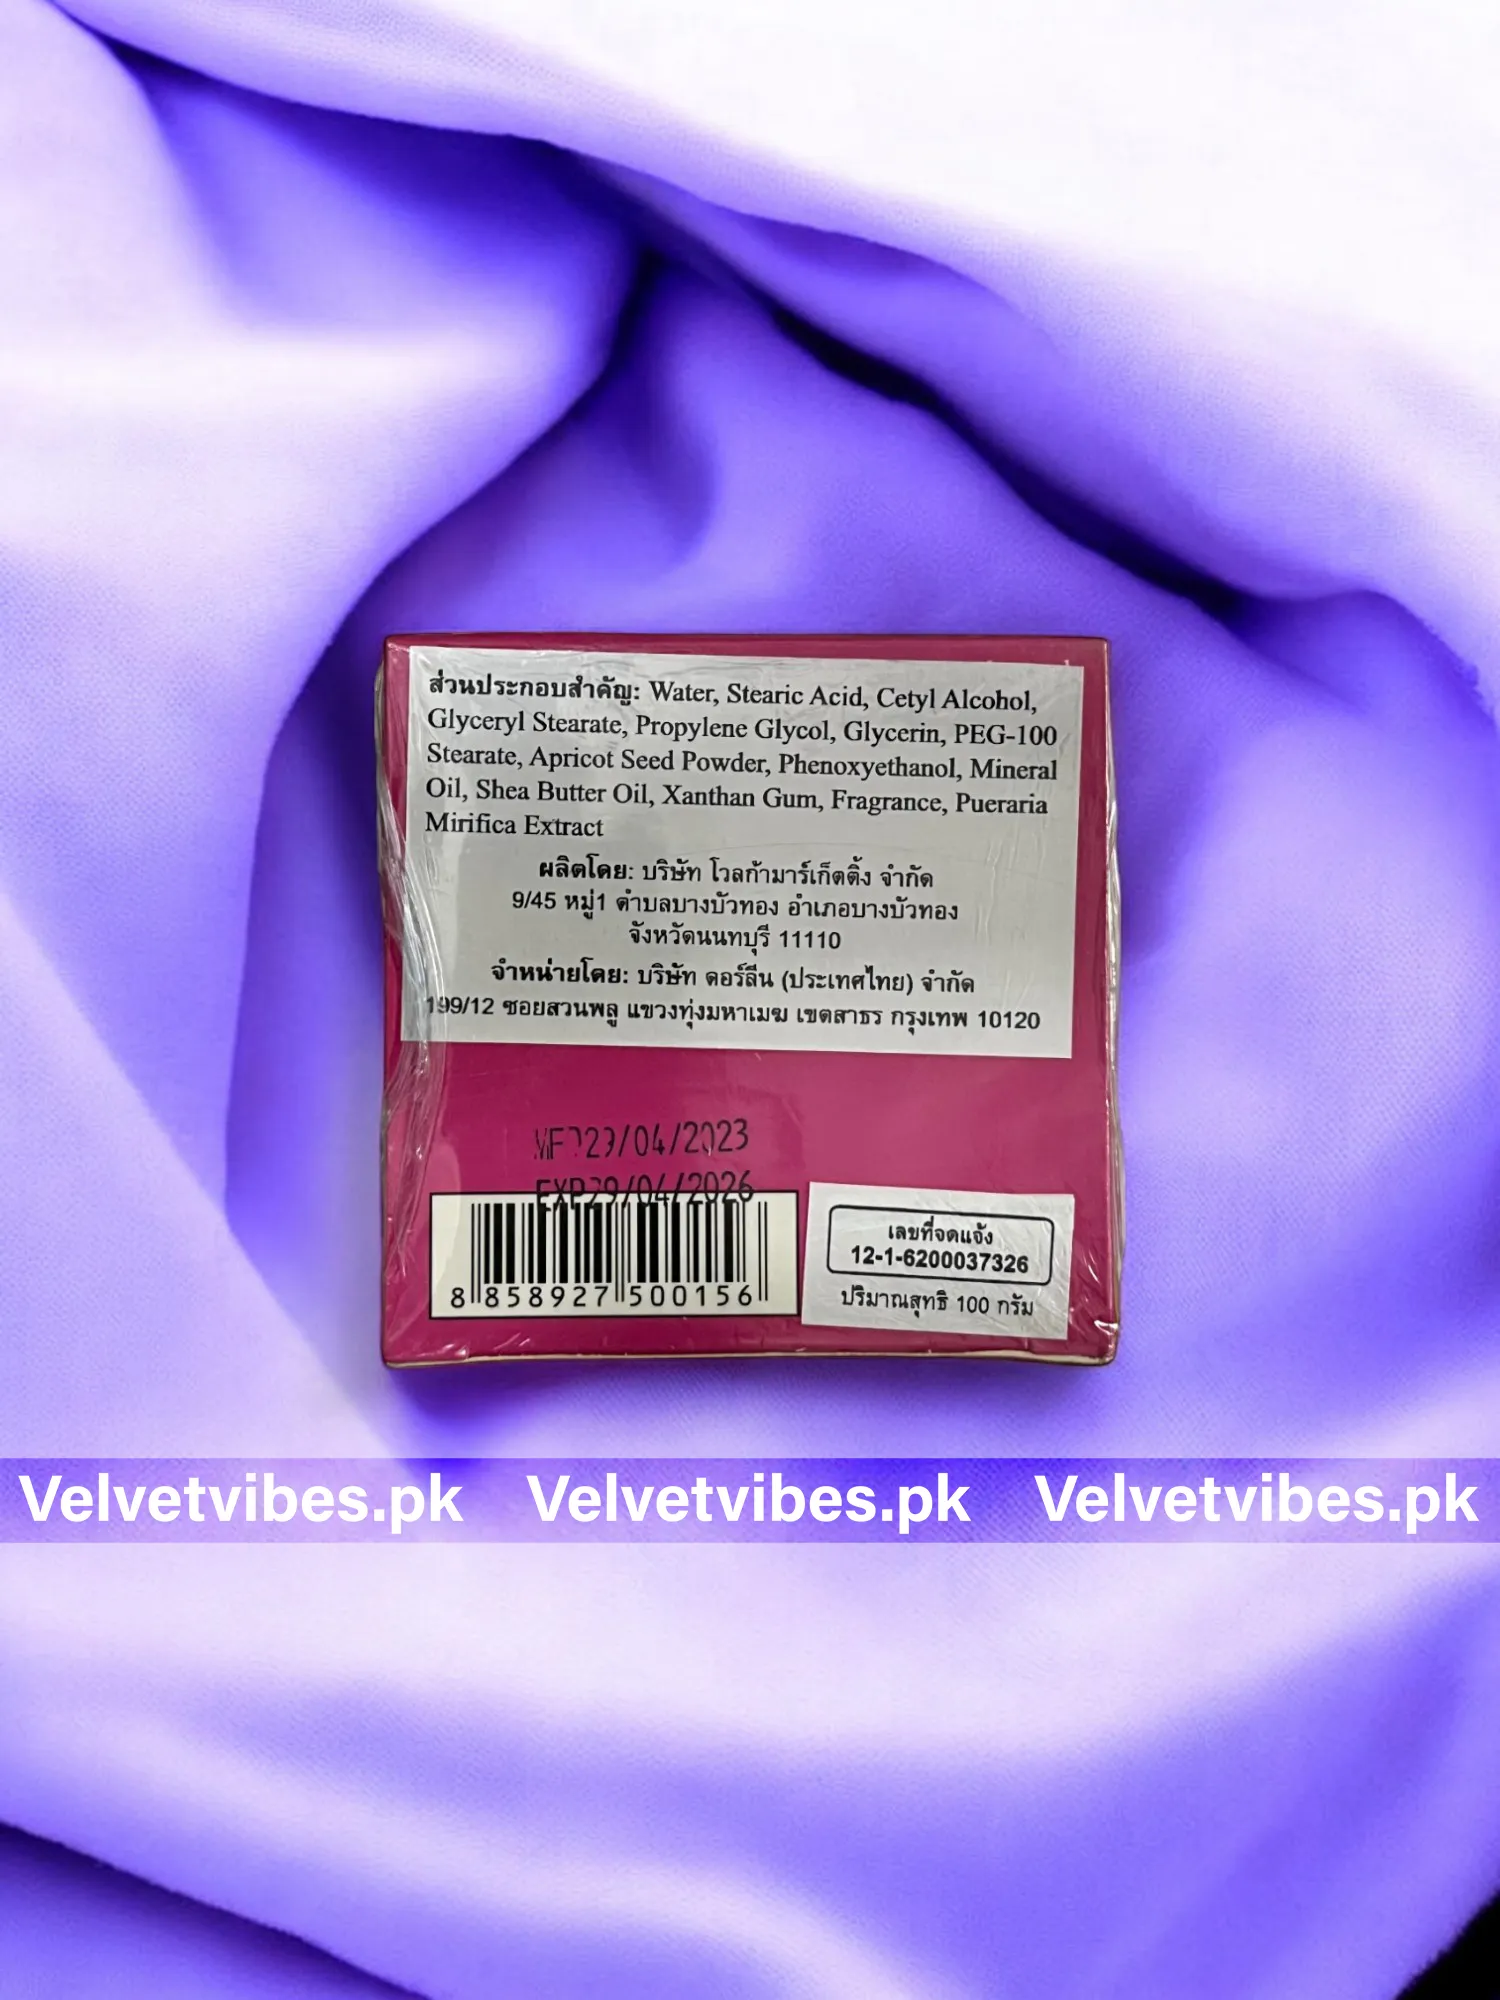 ส่วนประกอบสำคัญ: Water, Stearic Acid, Cetyl Alcohol,
Glyceryl Stearate, Propylene Glycol, Glycerin, PEG-100
Stearate, Apricot Seed Powder, Phenoxyethanol, Mineral
Oil, Shea Butter Oil, Xanthan Gum, Fragrance, Pueraria
Mirifica Extract
ผลิตโดย: บริษัท โวลก้ามาร์เก็ตติ้ง จำกัด
9/45 หมู่1 ตำบลบางบัวทอง อำเภอบางบัวทอง
จังหวัดนนทบุรี 11110
จำหน่ายโดย: บริษัท ดอร์ลีน (ประเทศไทย) จำกัด
199/12 ซอยสวนพลู แขวงทุ่งมหาเมฆ เขตสาธร กรุงเทพ 10120
EXP29/04/2026
8 858927 500156
เลขที่จดแจ้ง
12-1-6200037326
ปริมาณสุทธิ 100 กรัม
Velvetvibes.pk Velvetvibes.pk Velvetvibes.pk